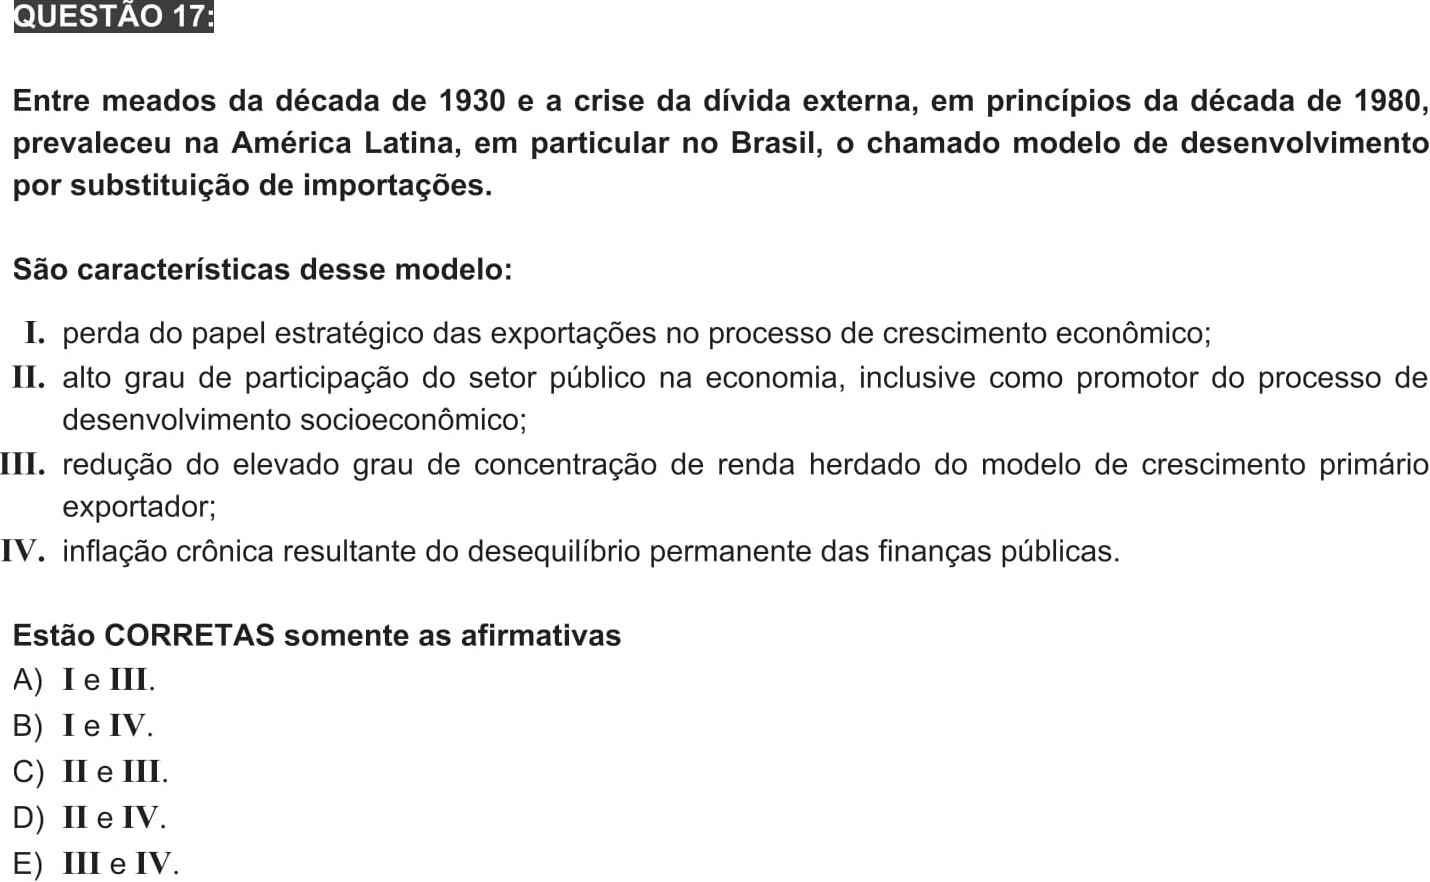 QUESTÃO 17:
Entre meados da década de 1930 e a crise da dívida externa, em princípios da década de 1980,
prevaleceu na América Latina, em particular no Brasil, o chamado modelo de desenvolvimento
por substituição de importações.
São características desse modelo:
I. perda do papel estratégico das exportações no processo de crescimento econômico;
II. alto grau de participação do setor público na economia, inclusive como promotor do processo de
desenvolvimento socioeconômico;
III. redução do elevado grau de concentração de renda herdado do modelo de crescimento primário
exportador;
IV. inflação crônica resultante do desequilíbrio permanente das finanças públicas.
Estão CORRETAS somente as afirmativas
A) I e III.
B) I e IV.
C) II e III.
D) II e IV.
E) III e IV.